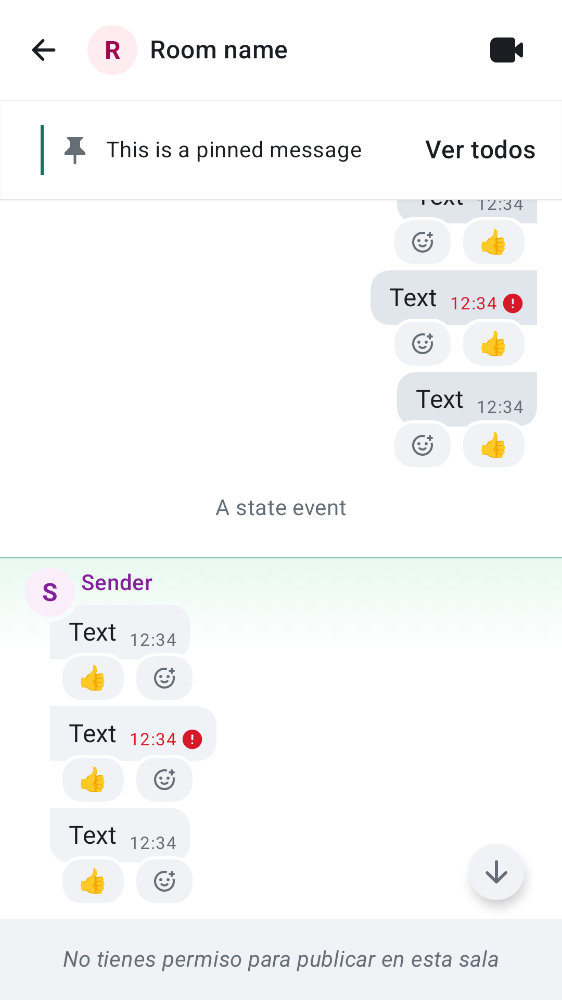 R Room name
This is a pinned message Ver todos
Text 12:34
Text 12:34
Text 12:34
A state event
S Sender
Text 12:34
Text 12:34
Text 12:34
No tienes permiso para publicar en esta sala